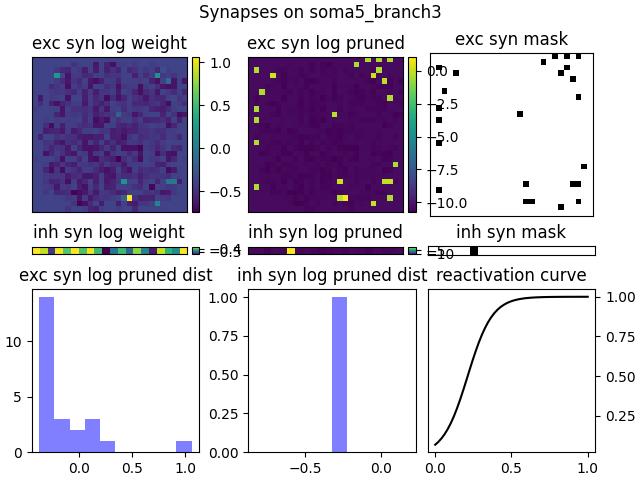 Synapses on soma5_branch3
exc syn log weight
exc syn log pruned
exc syn mask
1.0
0.0
−0.5
0.0
−2.5
−5.0
−7.5
−10.0
inh syn log weight
inh syn log pruned
inh syn mask
exc syn log pruned dist
inh syn log pruned dist
reactivation curve
10
5
0
0.0
0.5
1.0
1.00
0.75
0.50
0.25
0.00
−0.5
0.0
1.00
0.75
0.50
0.25
0.0
0.5
1.0